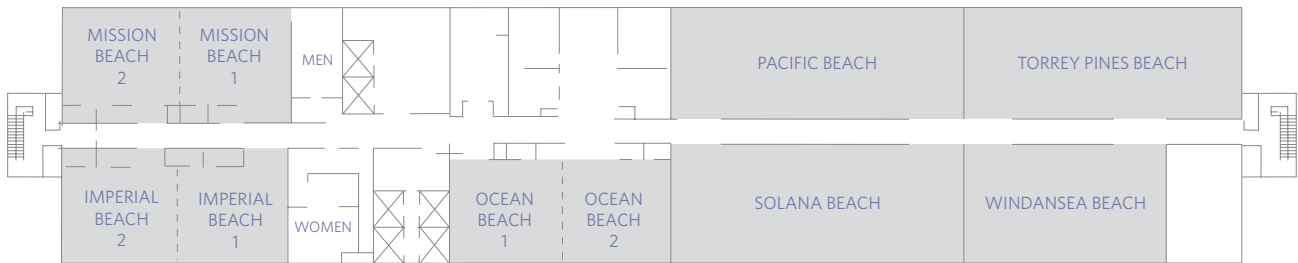 MISSION
BEACH
2
MISSION
BEACH
1
MEN
PACIFIC BEACH
TORREY PINES BEACH
IMPERIAL
BEACH
2
IMPERIAL
BEACH
1
WOMEN
OCEAN
BEACH
1
OCEAN
BEACH
2
SOLANA BEACH
WINDANSEA BEACH